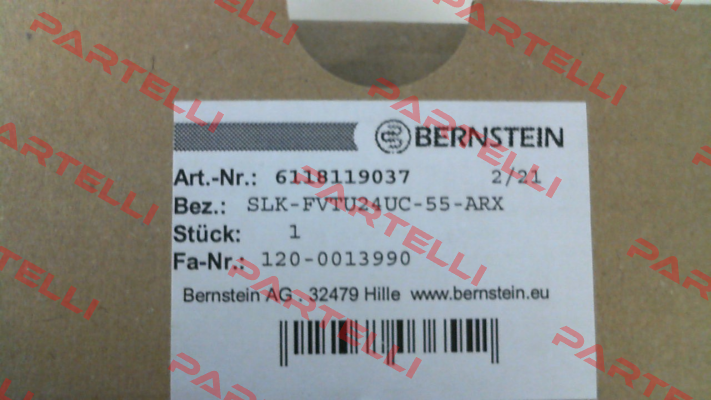 BERNSTEIN
Art.-Nr.: 6118119037 2/21
Bez.: SLK-FVTU24UC-55-ARX
Stück: 1
Fa-Nr.: 120-0013990
Bernstein AG . 32479 Hille www.bernstein.eu
PARTELLI
PARTELLI
PARTELLI
PARTELLI
PARTELLI
PARTELLI
PARTELLI